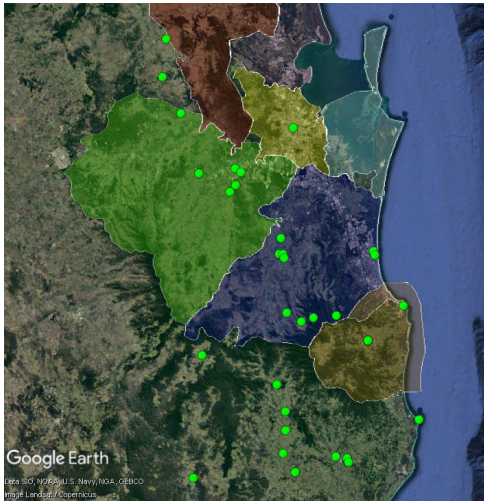 Google Earth
Data SIO, NOAA, U.S. Navy, NGA, GEBCO
Image Landsat / Copernicus